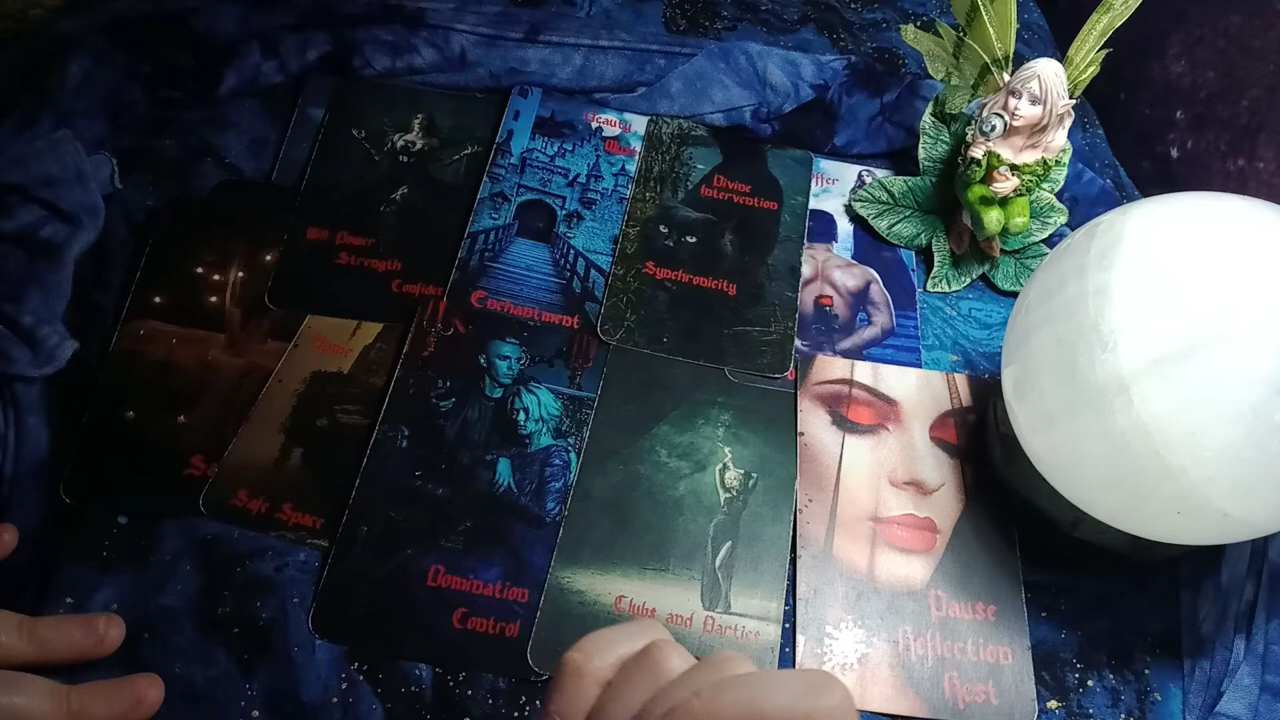 Will Power
Strength
Confiden
Home
Safe Space
Beauty
Enchantment
Domination
Control
Divine
Intervention
Synchronicity
Clubs and Parties
Offer
Pause
Reflection
Rest